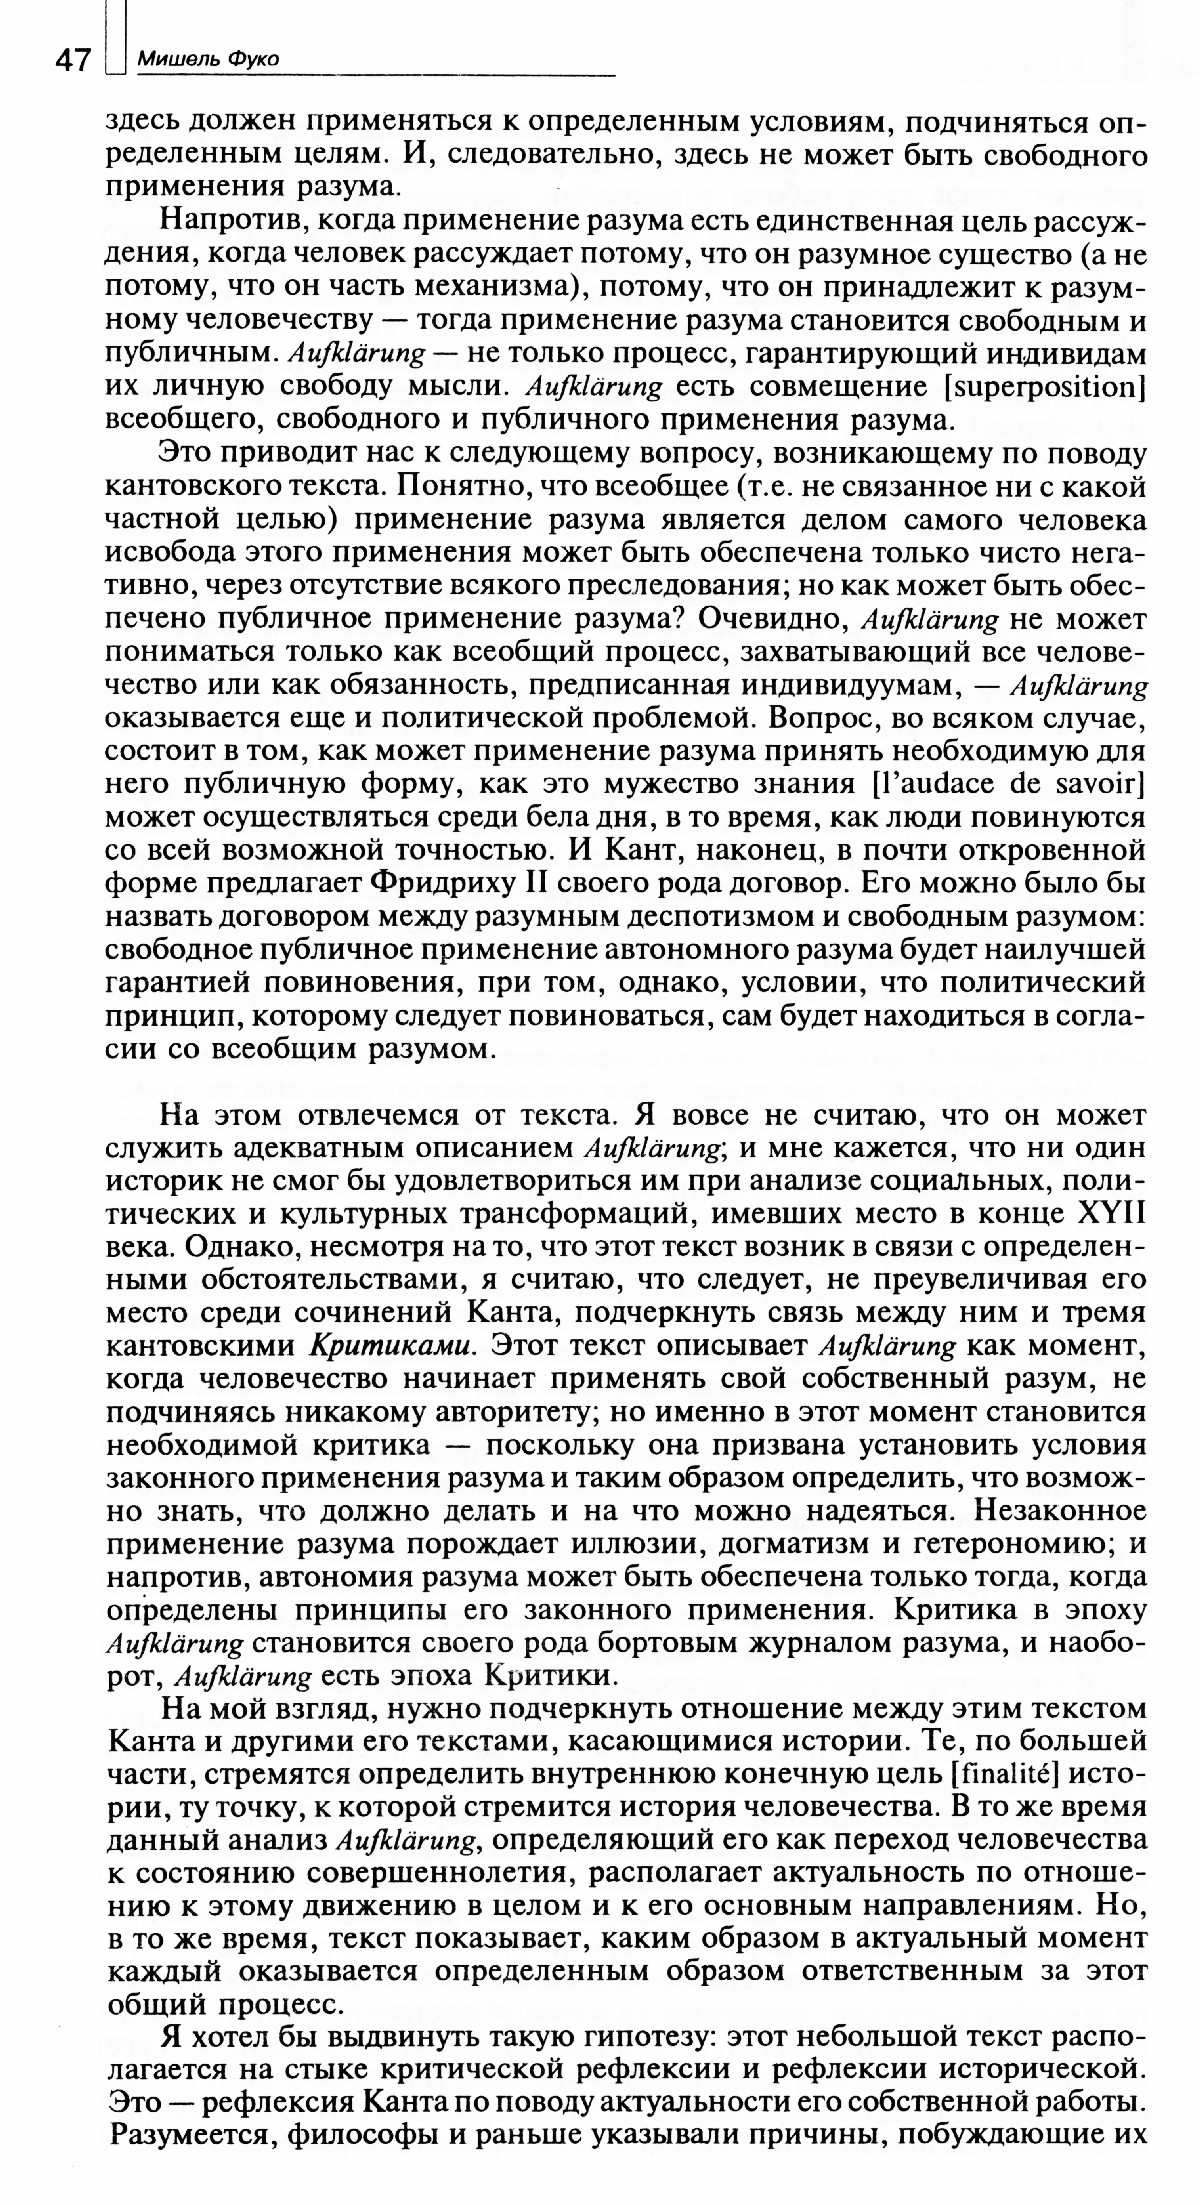 47
Мишель Фуко
здесь должен применяться к определенным условиям, подчиняться оп-
ределенным целям. И, следовательно, здесь не может быть свободного
применения разума.
Напротив, когда применение разума есть единственная цель рассуж-
дения, когда человек рассуждает потому, что он разумное существо (а не
потому, что он часть механизма), потому, что он принадлежит к разум-
ному человечеству — тогда применение разума становится свободным и
публичным. Aufklärung — не только процесс, гарантирующий индивидам
их личную свободу мысли. Aufklärung есть совмещение [superposition]
всеобщего, свободного и публичного применения разума.
Это приводит нас к следующему вопросу, возникающему по поводу
кантовского текста. Понятно, что всеобщее (т.е. не связанное ни с какой
частной целью) применение разума является делом самого человека
исвобода этого применения может быть обеспечена только чисто нега-
тивно, через отсутствие всякого преследования; но как может быть обес-
печено публичное применение разума? Очевидно, Aufklärung не может
пониматься только как всеобщий процесс, захватывающий все челове-
чество или как обязанность, предписанная индивидуумам, — Aufklärung
оказывается еще и политической проблемой. Вопрос, во всяком случае,
состоит в том, как может применение разума принять необходимую для
него публичную форму, как это мужество знания [l’audace de savoir]
может осуществляться среди бела дня, в то время, как люди повинуются
со всей возможной точностью. И Кант, наконец, в почти откровенной
форме предлагает Фридриху II своего рода договор. Его можно было бы
назвать договором между разумным деспотизмом и свободным разумом:
свободное публичное применение автономного разума будет наилучшей
гарантией повиновения, при том, однако, условии, что политический
принцип, которому следует повиноваться, сам будет находиться в согла-
сии со всеобщим разумом.
На этом отвлечемся от текста. Я вовсе не считаю, что он может
служить адекватным описанием Aufklärung; и мне кажется, что ни один
историк не смог бы удовлетвориться им при анализе социальных, поли-
тических и культурных трансформаций, имевших место в конце XYII
века. Однако, несмотря на то, что этот текст возник в связи с определен-
ными обстоятельствами, я считаю, что следует, не преувеличивая его
место среди сочинений Канта, подчеркнуть связь между ним и тремя
кантовскими Критиками. Этот текст описывает Aufklärung как момент,
когда человечество начинает применять свой собственный разум, не
подчиняясь никакому авторитету; но именно в этот момент становится
необходимой критика — поскольку она призвана установить условия
законного применения разума и таким образом определить, что возмож-
но знать, что должно делать и на что можно надеяться. Незаконное
применение разума порождает иллюзии, догматизм и гетерономию; и
напротив, автономия разума может быть обеспечена только тогда, когда
определены принципы его законного применения. Критика в эпоху
Aufklärung становится своего рода бортовым журналом разума, и наобо-
рот, Aufklärung есть эпоха Критики.
На мой взгляд, нужно подчеркнуть отношение между этим текстом
Канта и другими его текстами, касающимися истории. Те, по большей
части, стремятся определить внутреннюю конечную цель [finalité] исто-
рии, ту точку, к которой стремится история человечества. В то же время
данный анализ Aufklärung, определяющий его как переход человечества
к состоянию совершеннолетия, располагает актуальность по отноше-
нию к этому движению в целом и к его основным направлениям. Но,
в то же время, текст показывает, каким образом в актуальный момент
каждый оказывается определенным образом ответственным за этот
общий процесс.
Я хотел бы выдвинуть такую гипотезу: этот небольшой текст распо-
лагается на стыке критической рефлексии и рефлексии исторической.
Это — рефлексия Канта по поводу актуальности его собственной работы.
Разумеется, философы и раньше указывали причины, побуждающие их